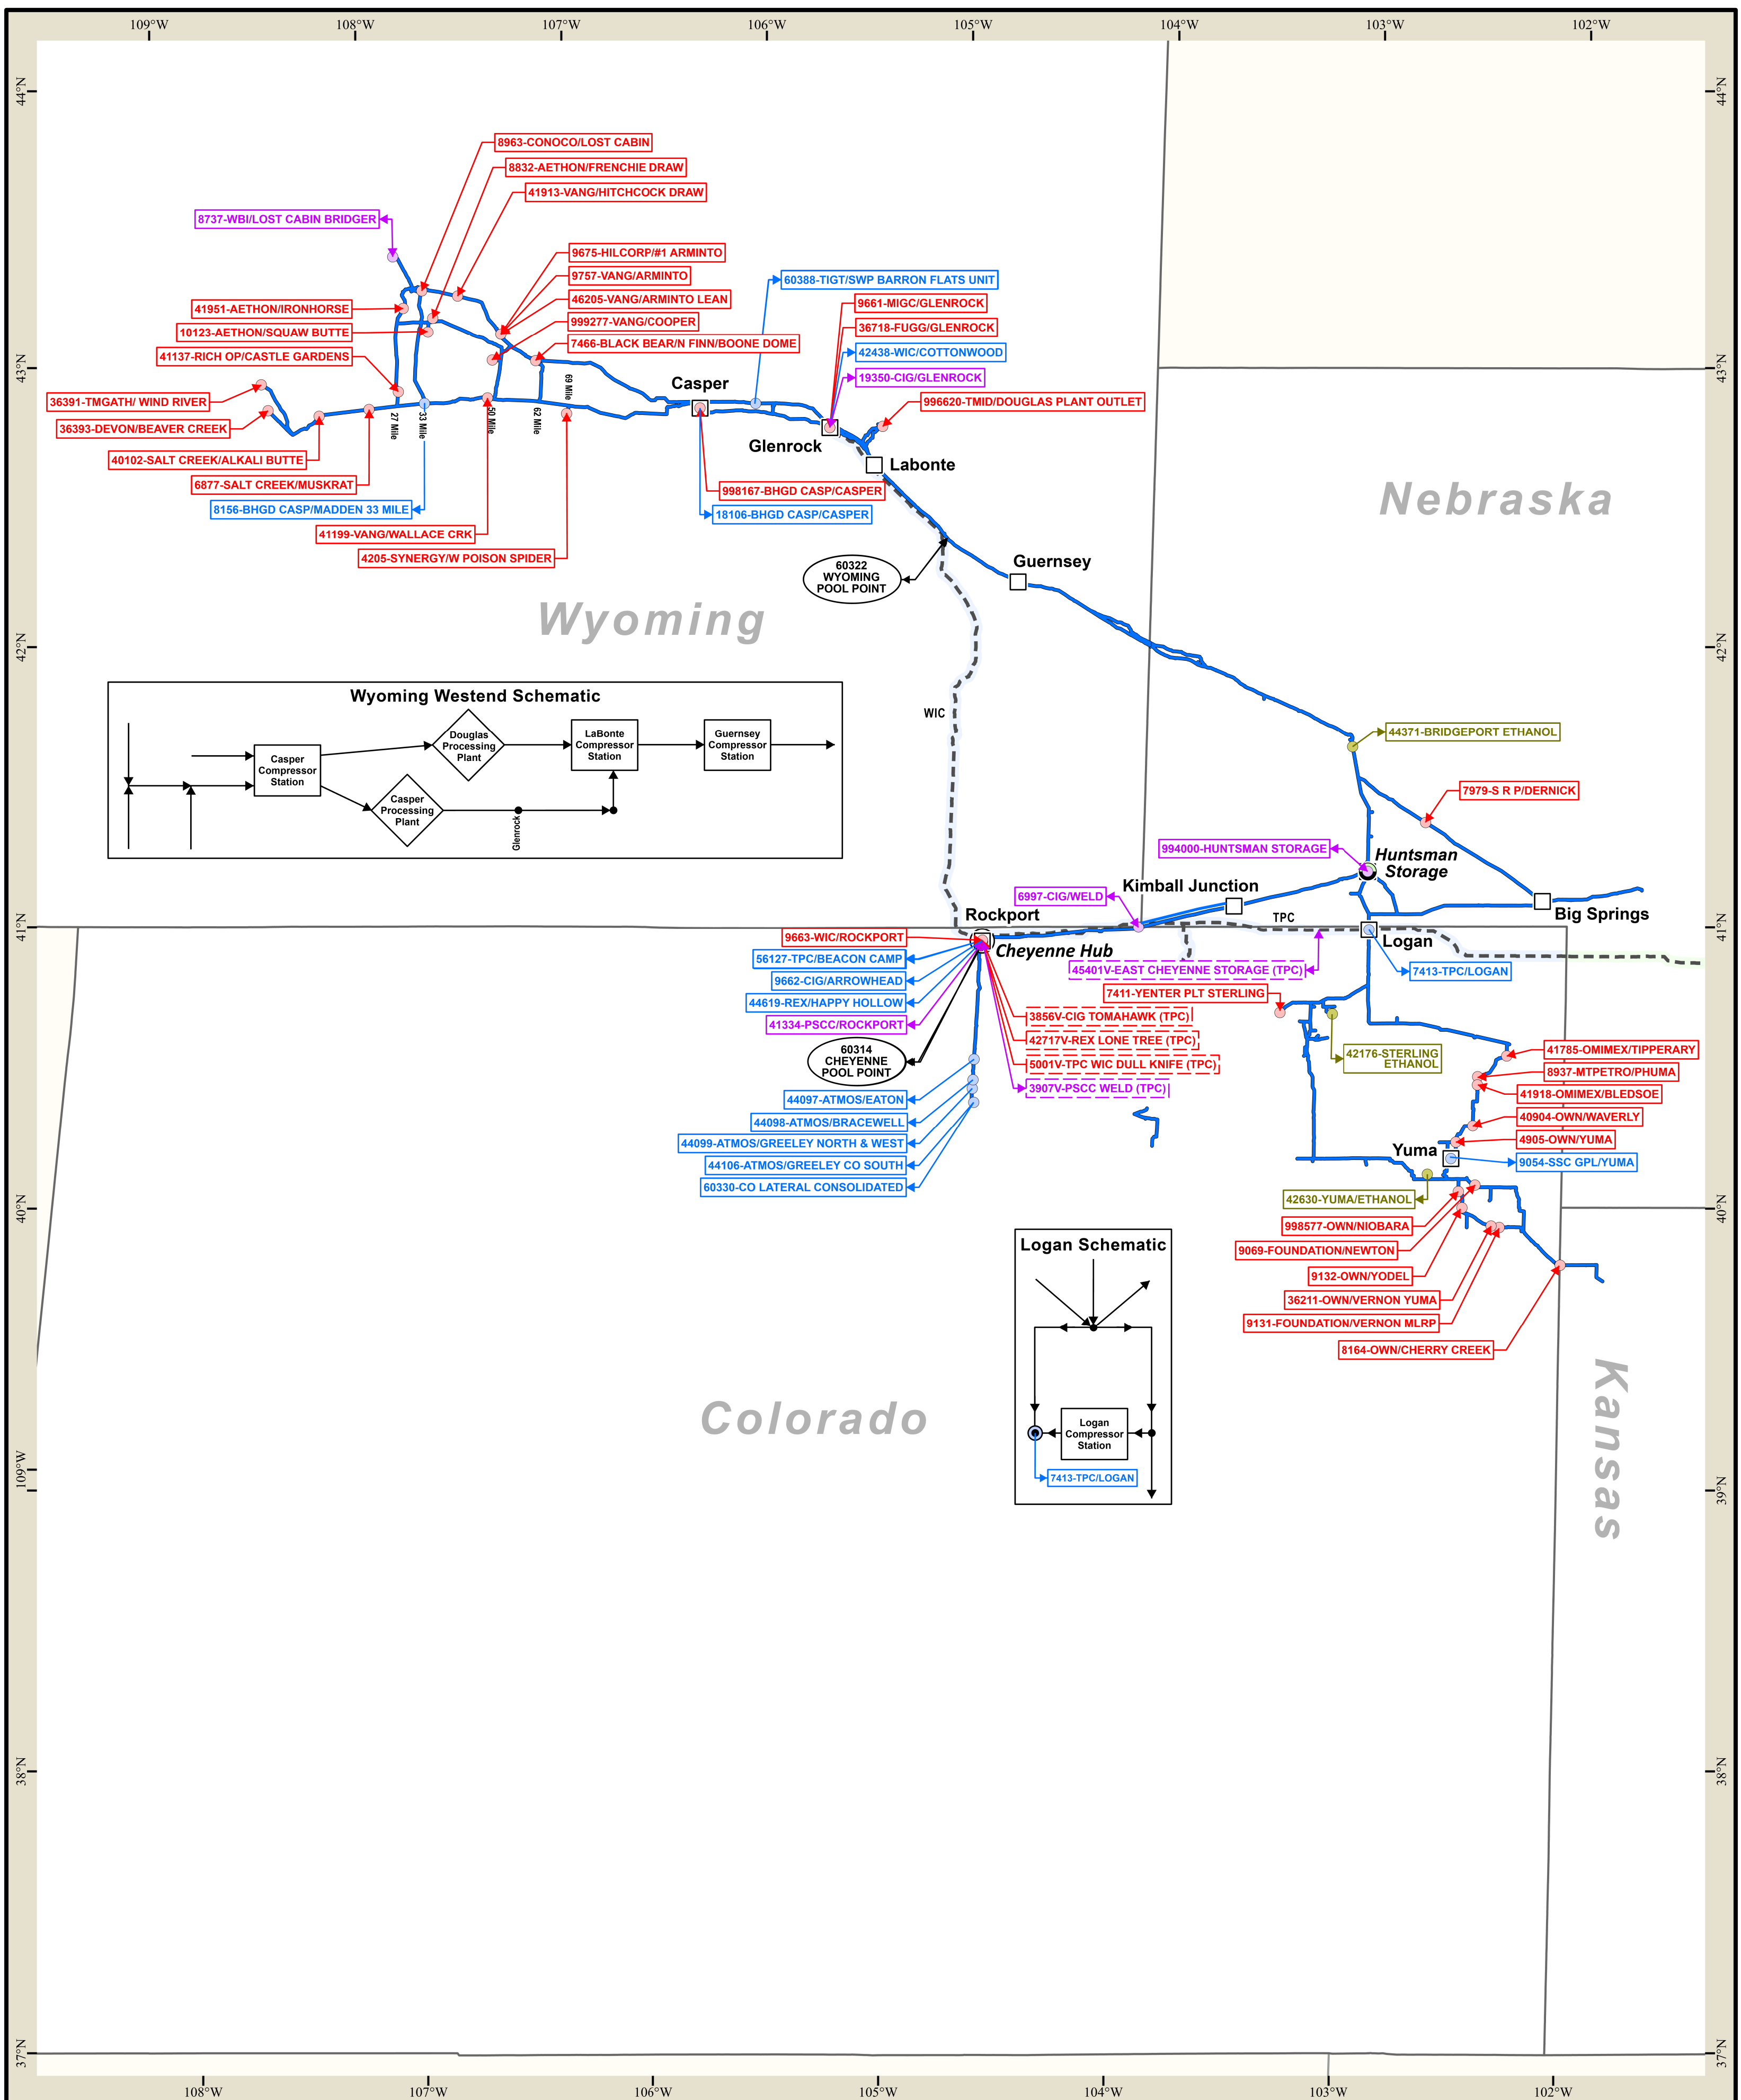 109°W
108°W
107°W
106°W
105°W
104°W
103°W
102°W
44°N
44°N
8963-CONOCO/LOST CABIN
8832-AETHON/FRENCHIE DRAW
41913-VANG/HITCHCOCK DRAW
8737-WBI/LOST CABIN BRIDGER
9675-HILCORP/#1 ARMINTO
9757-VANG/ARMINTO
46205-VANG/ARMINTO LEAN
999277-VANG/COOPER
7466-BLACK BEAR/N FINN/BOONE DOME
60388-TIGT/SWP BARRON FLATS UNIT
9661-MIGC/GLENROCK
36718-FUGG/GLENROCK
42438-WIC/COTTONWOOD
19350-CIG/GLENROCK
41951-AETHON/IRONHORSE
10123-AETHON/SQUAW BUTTE
41137-RICH OP/CASTLE GARDENS
43°N
43°N
36391-TMGATH/ WIND RIVER
36393-DEVON/BEAVER CREEK
40102-SALT CREEK/ALKALI BUTTE
6877-SALT CREEK/MUSKRAT
8156-BHGD CASP/MADDEN 33 MILE
41199-VANG/WALLACE CRK
4205-SYNERGY/W POISON SPIDER
27 Mile
33 Mile
50 Mile
62 Mile
69 Mile
Casper
996620-TMID/DOUGLAS PLANT OUTLET
Glenrock
Labonte
998167-BHGD CASP/CASPER
18106-BHGD CASP/CASPER
Nebraska
60322
WYOMING
POOL POINT
Guernsey
Wyoming
42°N
42°N
Wyoming Westend Schematic
Casper
Compressor
Station
Douglas
Processing
Plant
Casper
Processing
Plant
LaBonte
Compressor
Station
Guernsey
Compressor
Station
Glenrock
WIC
44371-BRIDGEPORT ETHANOL
7979-S R P/DERNICK
994000-HUNTSMAN STORAGE
Huntsman
Storage
6997-CIG/WELD
Kimball Junction
Big Springs
41°N
41°N
Rockport
TPC
Logan
Cheyenne Hub
9663-WIC/ROCKPORT
56127-TPC/BEACON CAMP
9662-CIG/ARROWHEAD
44619-REX/HAPPY HOLLOW
41334-PSCC/ROCKPORT
60314
CHEYENNE
POOL POINT
45401V-EAST CHEYENNE STORAGE (TPC)
7413-TPC/LOGAN
7411-YENTER PLT STERLING
3856V-CIG TOMAHAWK (TPC)
42717V-REX LONE TREE (TPC)
5001V-TPC WIC DULL KNIFE (TPC)
3907V-PSCC WELD (TPC)
42176-STERLING
ETHANOL
41785-OMIMEX/TIPPERARY
8937-MTPETRO/PHUMA
41918-OMIMEX/BLEDSOE
40904-OWN/WAVERLY
4905-OWN/YUMA
Yuma
9054-SSC GPL/YUMA
44097-ATMOS/EATON
44098-ATMOS/BRACEWELL
44099-ATMOS/GREELEY NORTH & WEST
44106-ATMOS/GREELEY CO SOUTH
60330-CO LATERAL CONSOLIDATED
42630-YUMA/ETHANOL
40°N
40°N
998577-OWN/NIOBARA
9069-FOUNDATION/NEWTON
9132-OWN/YODEL
36211-OWN/VERNON YUMA
9131-FOUNDATION/VERNON MLRP
8164-OWN/CHERRY CREEK
Logan Schematic
Logan
Compressor
Station
7413-TPC/LOGAN
Colorado
Kansas
109°W
39°N
38°N
38°N
37°N
37°N
108°W
107°W
106°W
105°W
104°W
103°W
102°W